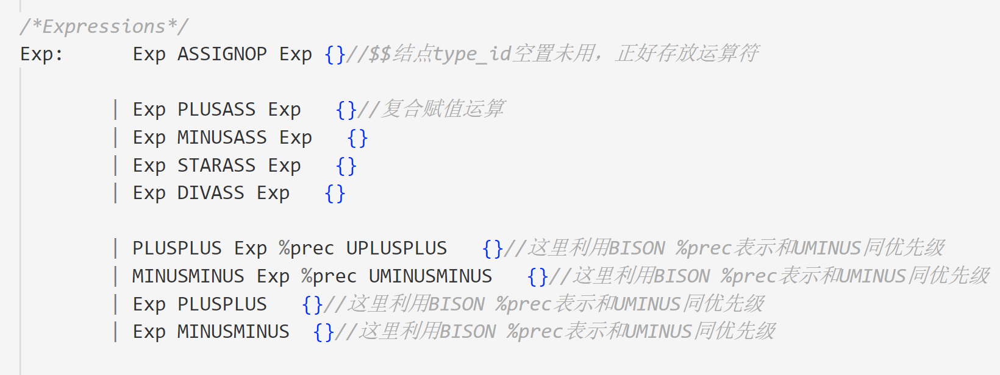 /*Expressions*/
Exp: Exp ASSIGNOP Exp {}//$$结点type_id空置未用，正好存放运算符
| Exp PLUSASS Exp {}//复合赋值运算
| Exp MINUSASS Exp {}
| Exp STARASS Exp {}
| Exp DIVASS Exp {}
| PLUSPLUS Exp %prec UPLUSPLUS {}//这里利用BISON %prec表示和UMINUS同优先级
| MINUSMINUS Exp %prec UMINUSMINUS {}//这里利用BISON %prec表示和UMINUS同优先级
| Exp PLUSPLUS {}//这里利用BISON %prec表示和UMINUS同优先级
| Exp MINUSMINUS {}//这里利用BISON %prec表示和UMINUS同优先级